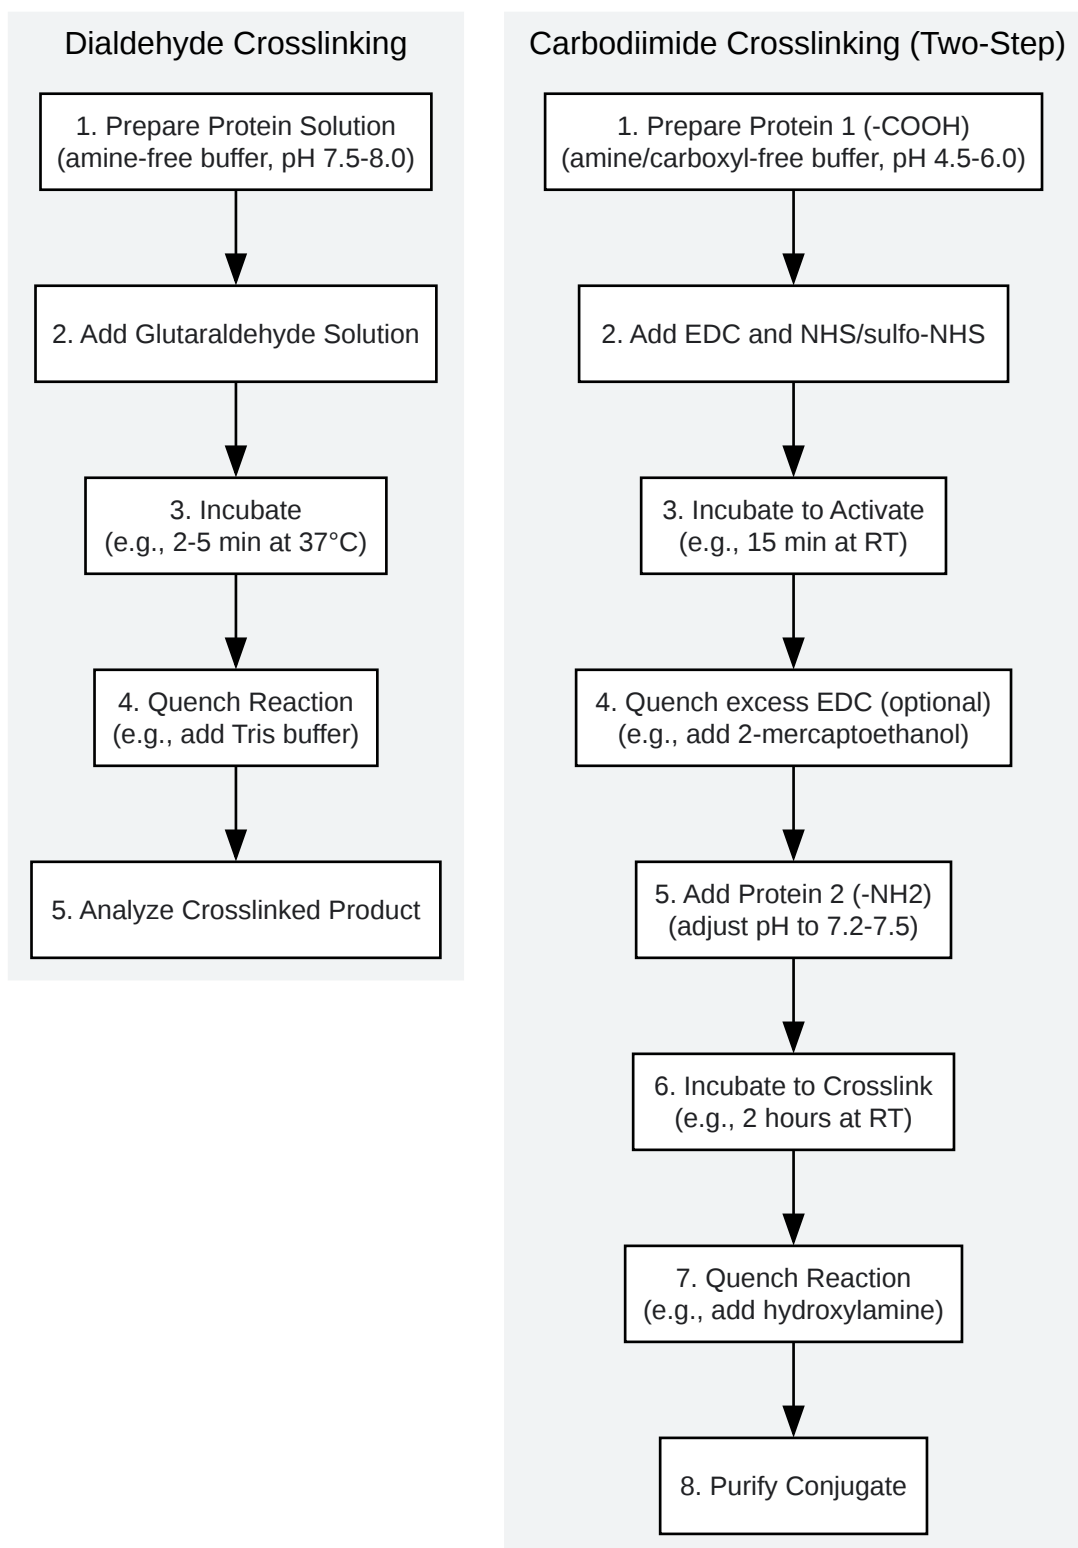 Dialdehyde Crosslinking
1. Prepare Protein Solution
(amine-free buffer, pH 7.5-8.0)
2. Add Glutaraldehyde Solution
3. Incubate
(e.g., 2-5 min at 37°C)
4. Quench Reaction
(e.g., add Tris buffer)
5. Analyze Crosslinked Product
Carbodiimide Crosslinking (Two-Step)
1. Prepare Protein 1 (-COOH)
(amine/carboxyl-free buffer, pH 4.5-6.0)
2. Add EDC and NHS/sulfo-NHS
3. Incubate to Activate
(e.g., 15 min at RT)
4. Quench excess EDC (optional)
(e.g., add 2-mercaptoethanol)
5. Add Protein 2 (-NH2)
(adjust pH to 7.2-7.5)
6. Incubate to Crosslink
(e.g., 2 hours at RT)
7. Quench Reaction
(e.g., add hydroxylamine)
8. Purify Conjugate